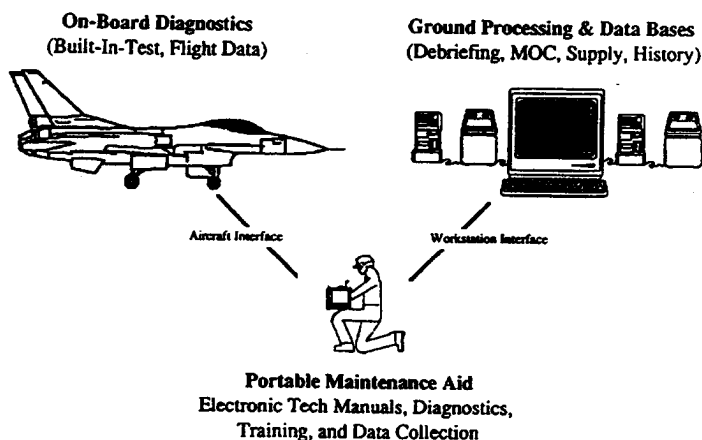 On-Board Diagnostics
(Built-In-Test, Flight Data)
Ground Processing & Data Bases
(Debriefing, MOC, Supply, History)
Aircraft Interface
Workstation Interface
Portable Maintenance Aid
Electronic Tech Manuals, Diagnostics,
Training, and Data Collection